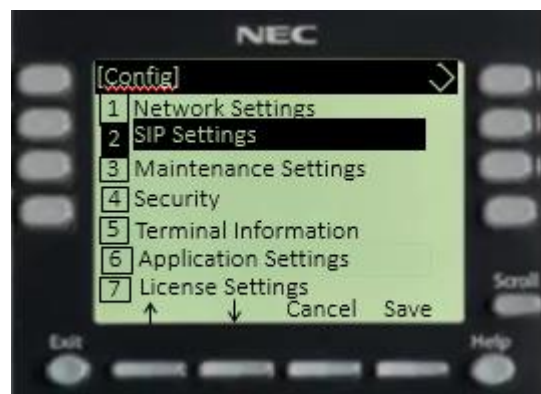 NEC
[Config]
1 Network Settings
2 SIP Settings
3 Maintenance Settings
4 Security
5 Terminal Information
6 Application Settings
7 License Settings
↑ ↓ Cancel Save
Scroll
Exit Help